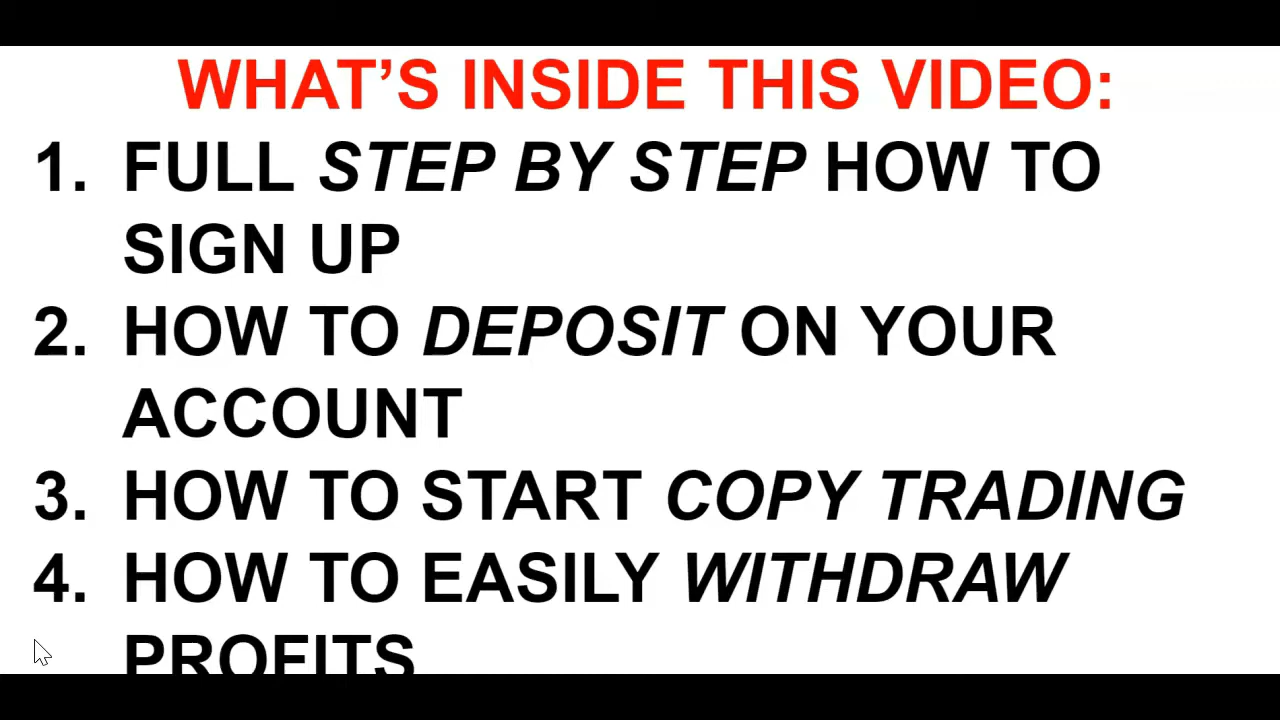 WHAT’S INSIDE THIS VIDEO:
1. FULL STEP BY STEP HOW TO
SIGN UP
2. HOW TO DEPOSIT ON YOUR
ACCOUNT
3. HOW TO START COPY TRADING
4. HOW TO EASILY WITHDRAW
PROFITS